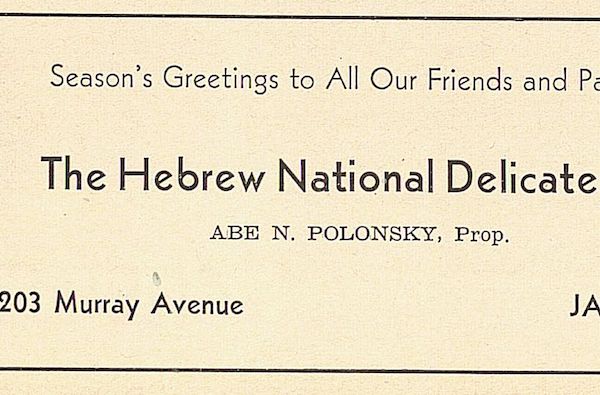 Season's Greetings to All Our Friends and Pa
The Hebrew National Delicate
ABE N. POLONSKY, Prop.
203 Murray Avenue
JA